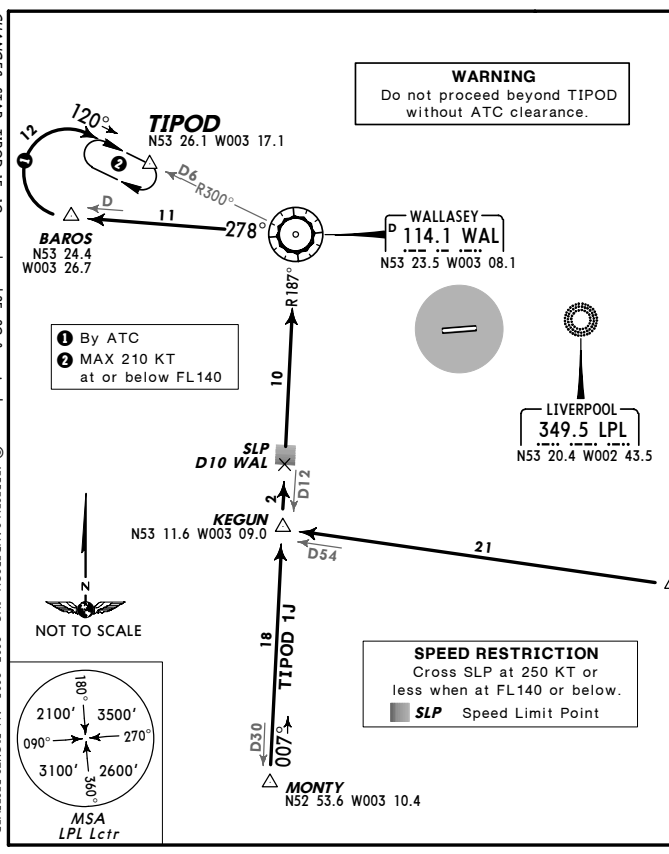 WARNING
Do not proceed beyond TIPOD
without ATC clearance.
120°
TIPOD
N53 26.1 W003 17.1
12
1
2
D6
R300°
D
11
278°
BAROS
N53 24.4
W003 26.7
WALLASEY
D 114.1 WAL
N53 23.5 W003 08.1
R187°
1 By ATC
2 MAX 210 KT
at or below FL140
10
LIVERPOOL
349.5 LPL
N53 20.4 W002 43.5
SLP
D10 WAL
D12
2
KEGUN
N53 11.6 W003 09.0
D54
21
N
NOT TO SCALE
18
TIPOD 1J
SPEED RESTRICTION
Cross SLP at 250 KT or
less when at FL140 or below.
SLP Speed Limit Point
D30
007°
MONTY
N52 53.6 W003 10.4
180°
2100'
3500'
090°
270°
3100'
2600'
360°
MSA
LPL Lctr